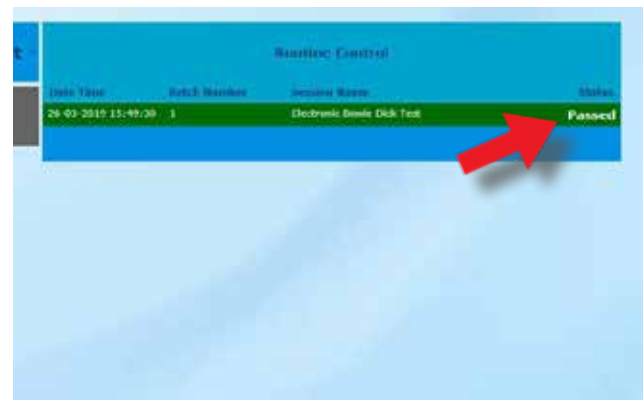 t
Routine Control
Date Time Batch Number Session Name Status
26-03-2019 15:49:30 1 Electronic Bowie Dick Test Passed